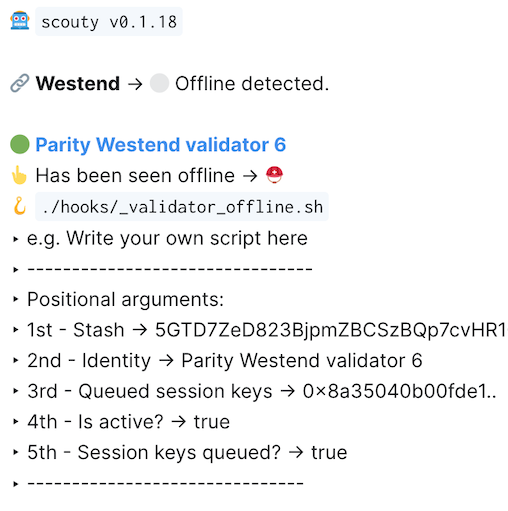 🤖 scouty v0.1.18
🔗 Westend → ⚪ Offline detected.
🟢 Parity Westend validator 6
👆 Has been seen offline → ⛑
🪝 ./hooks/_validator_offline.sh
‣ e.g. Write your own script here
‣ --------------------------------
‣ Positional arguments:
‣ 1st - Stash → 5GTD7ZeD823BjpmZBCSzBQp7cvHR1
‣ 2nd - Identity → Parity Westend validator 6
‣ 3rd - Queued session keys → 0x8a35040b00fde1..
‣ 4th - Is active? → true
‣ 5th - Session keys queued? → true
‣ -------------------------------